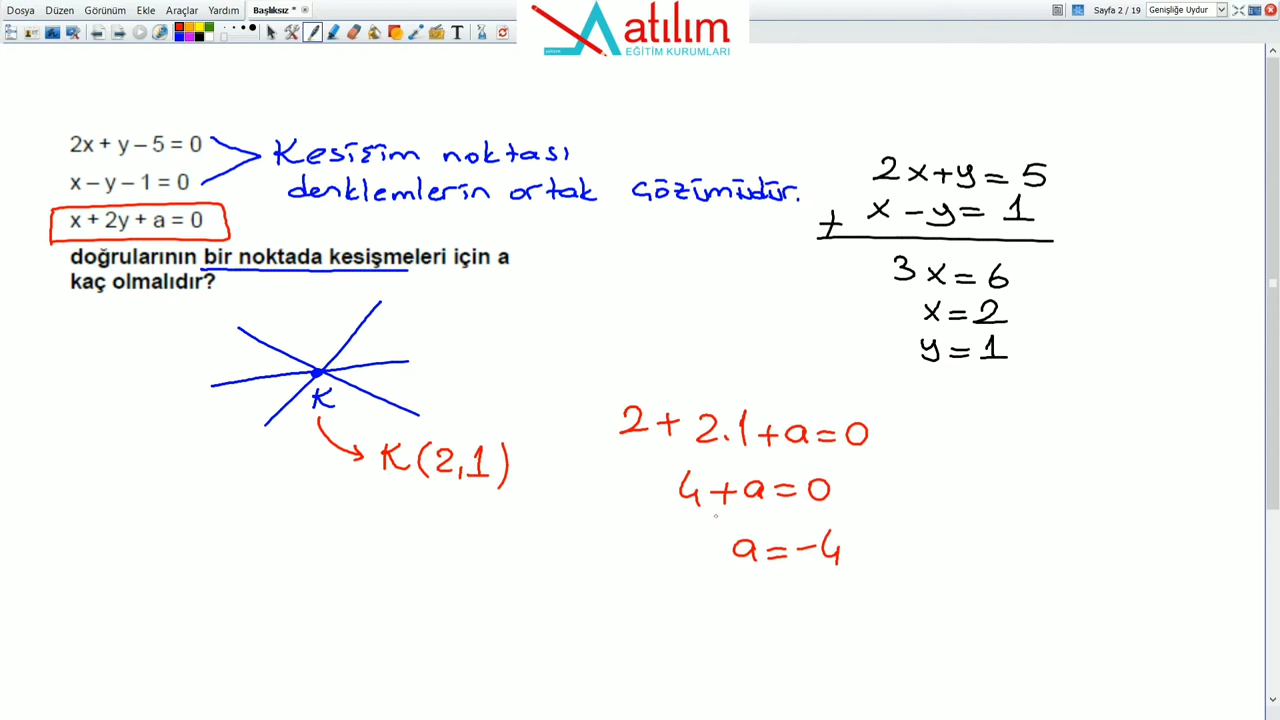 Dosya Düzen Görünüm Ekle Araçlar Yardım Başlıksız *
Sayfa 2 / 19 Genişliğe Uydur
atılım
EĞİTİM KURUMLARI
2x + y – 5 = 0
x – y – 1 = 0
x + 2y + a = 0
doğrularının bir noktada kesişmeleri için a
kaç olmalıdır?
Kesişim noktası
denklemlerin ortak çözümüdür.
2x+y=5
+ x-y=1
3x=6
x=2
y=1
K
K(2,1)
2+2.1+a=0
4+a=0
a=-4